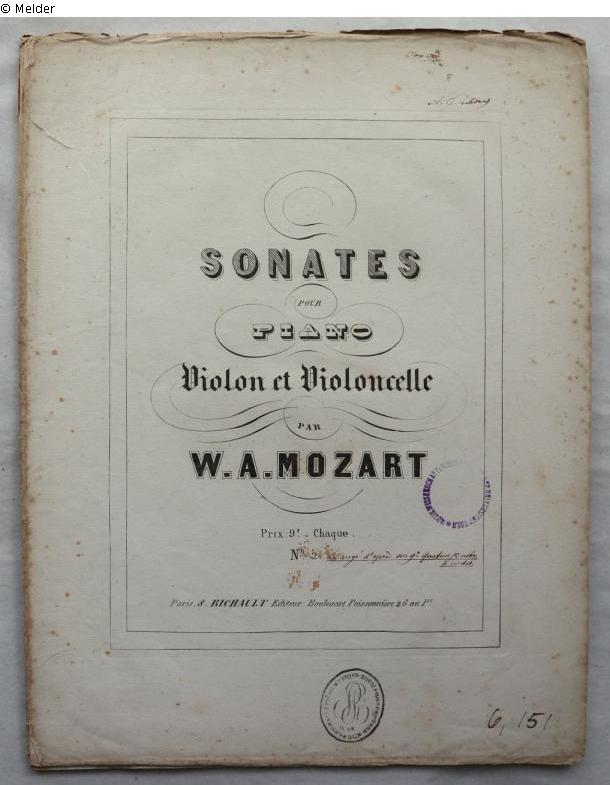 © Melder
SONATES
POUR
PIANO
Violon et Violoncelle
PAR
W. A. MOZART
Prix 9f. Chaque.
No. 2 d'après
Paris, S. RICHAULT Editeur Boulevart Poissonnière 26 au 1er
6, 151